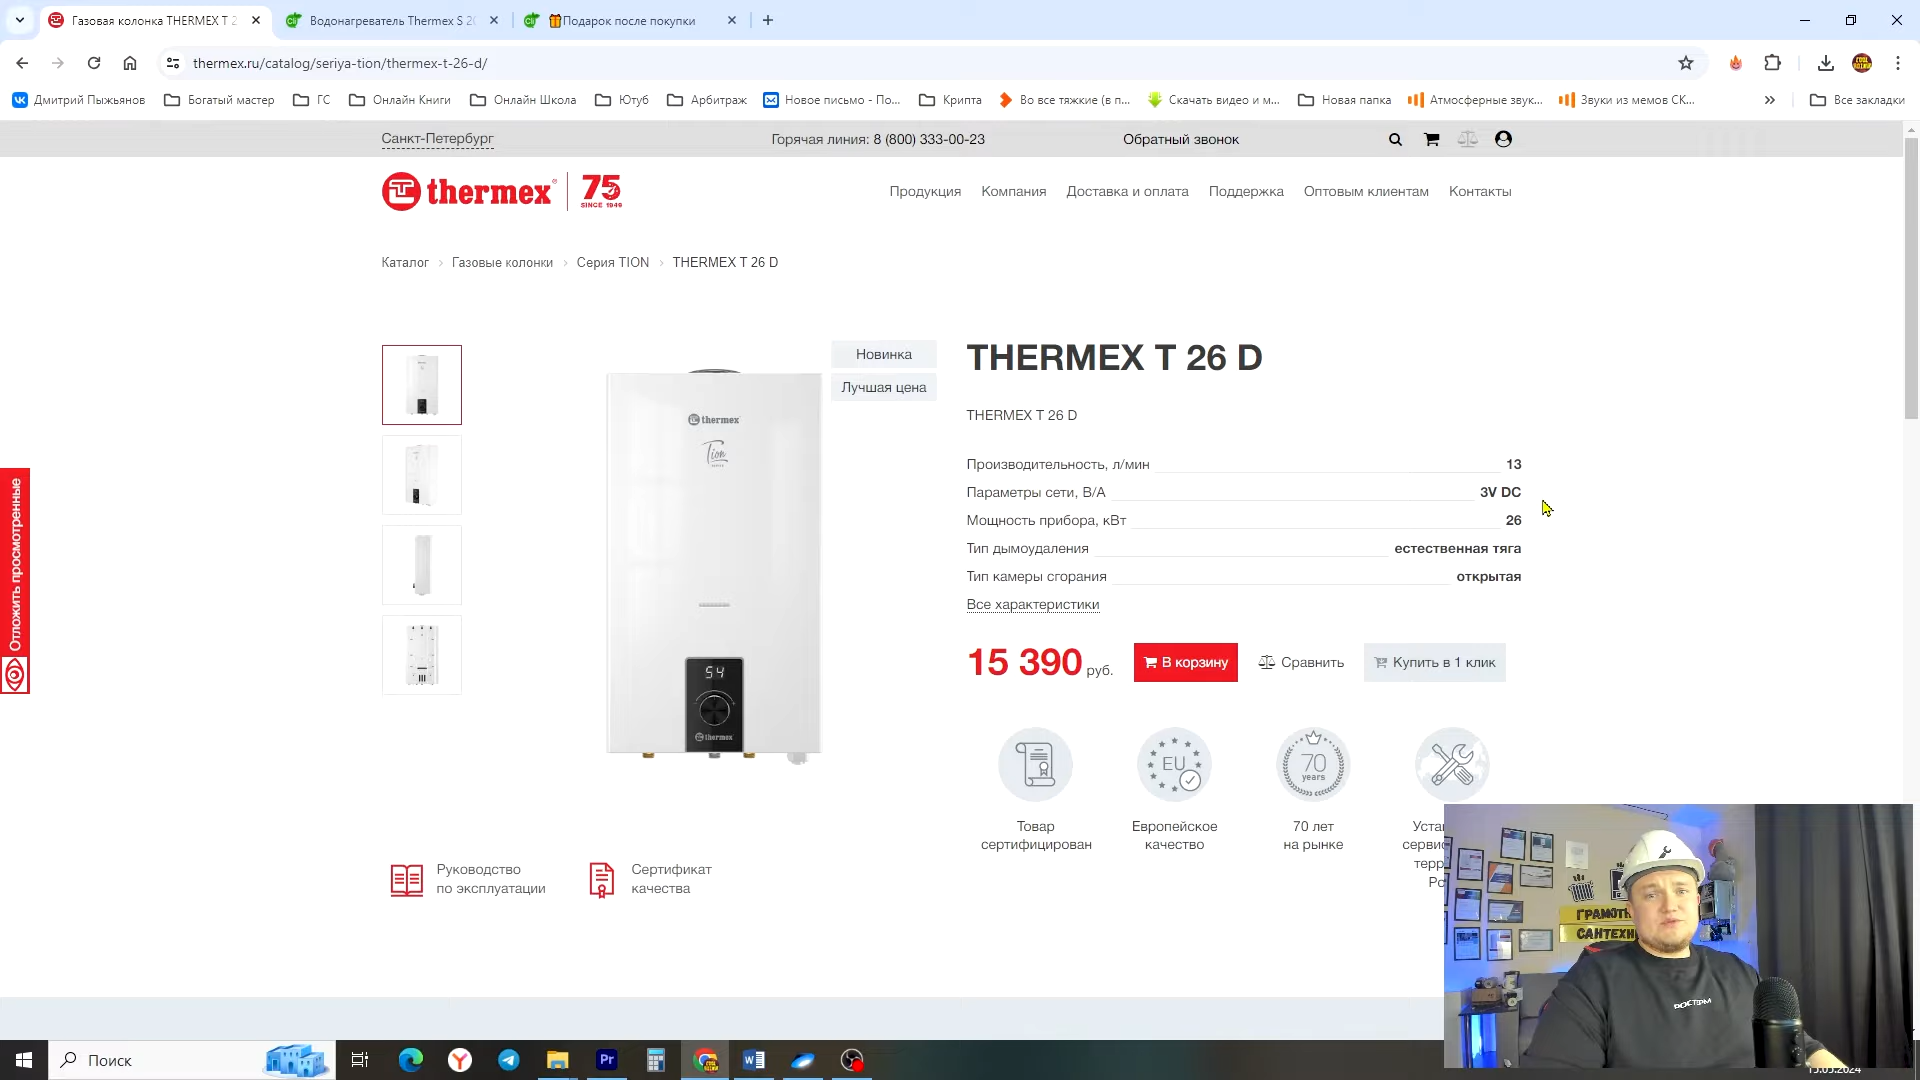 Газовая колонка THERMEX T 2
Водонагреватель Thermex S 20
Подарок после покупки
thermex.ru/catalog/seriya-tion/thermex-t-26-d/
Дмитрий Пыжьянов
Богатый мастер
ГС
Онлайн Книги
Онлайн Школа
Ютуб
Арбитраж
Новое письмо - По...
Крипта
Во все тяжкие (в п...
Скачать видео и м...
Новая папка
Атмосферные звук...
Звуки из мемов СК...
Все закладки
Санкт-Петербург
Горячая линия: 8 (800) 333-00-23
Обратный звонок
thermex
75
SINCE 1949
Продукция
Компания
Доставка и оплата
Поддержка
Оптовым клиентам
Контакты
Каталог › Газовые колонки › Серия TION › THERMEX T 26 D
Новинка
Лучшая цена
thermex
Tion
54
thermex
THERMEX T 26 D
THERMEX T 26 D
Производительность, л/мин 13
Параметры сети, В/А 3V DC
Мощность прибора, кВт 26
Тип дымоудаления естественная тяга
Тип камеры сгорания открытая
Все характеристики
15 390 руб.
В корзину
Сравнить
Купить в 1 клик
Отложить просмотренные
EU
70
years
Товар
сертифицирован
Европейское
качество
70 лет
на рынке
Руководство
по эксплуатации
Сертификат
качества
ГРАМОТН
САНТЕХН
РОСТЕРМ
Поиск
Pr
15.05.2024